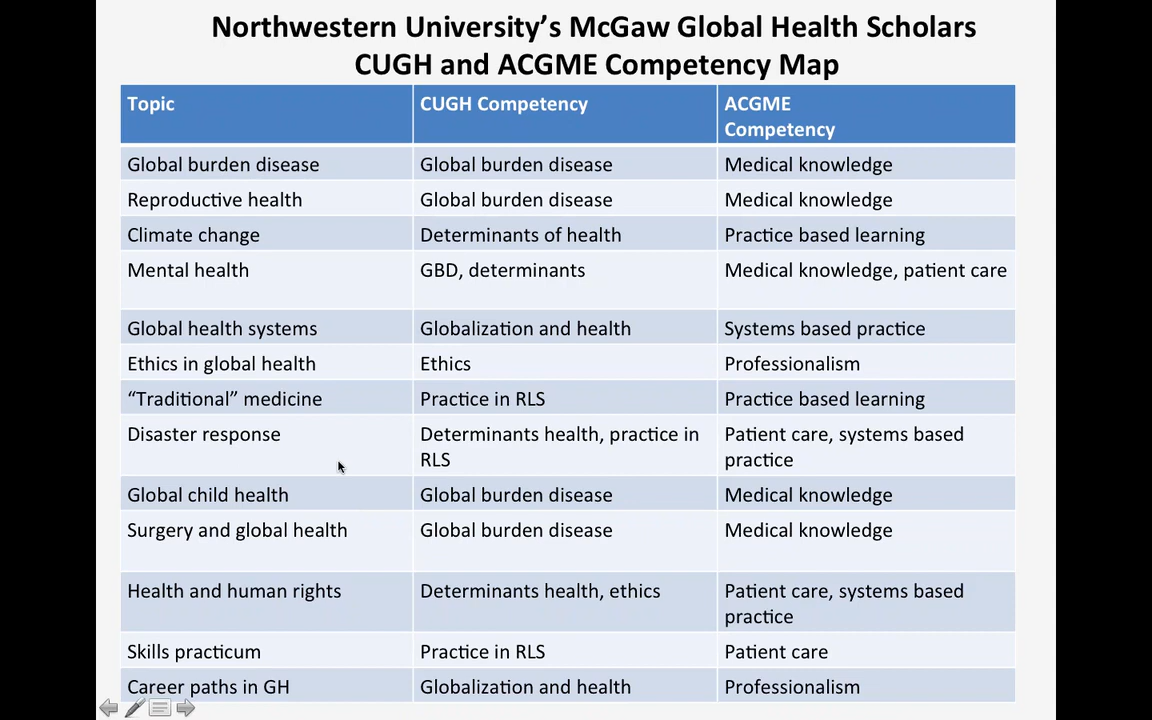 Northwestern University’s McGaw Global Health Scholars
CUGH and ACGME Competency Map
Topic CUGH Competency ACGME
Competency
Global burden disease Global burden disease Medical knowledge
Reproductive health Global burden disease Medical knowledge
Climate change Determinants of health Practice based learning
Mental health GBD, determinants Medical knowledge, patient care
Global health systems Globalization and health Systems based practice
Ethics in global health Ethics Professionalism
“Traditional” medicine Practice in RLS Practice based learning
Disaster response Determinants health, practice in Patient care, systems based
RLS practice
Global child health Global burden disease Medical knowledge
Surgery and global health Global burden disease Medical knowledge
Health and human rights Determinants health, ethics Patient care, systems based
practice
Skills practicum Practice in RLS Patient care
Career paths in GH Globalization and health Professionalism